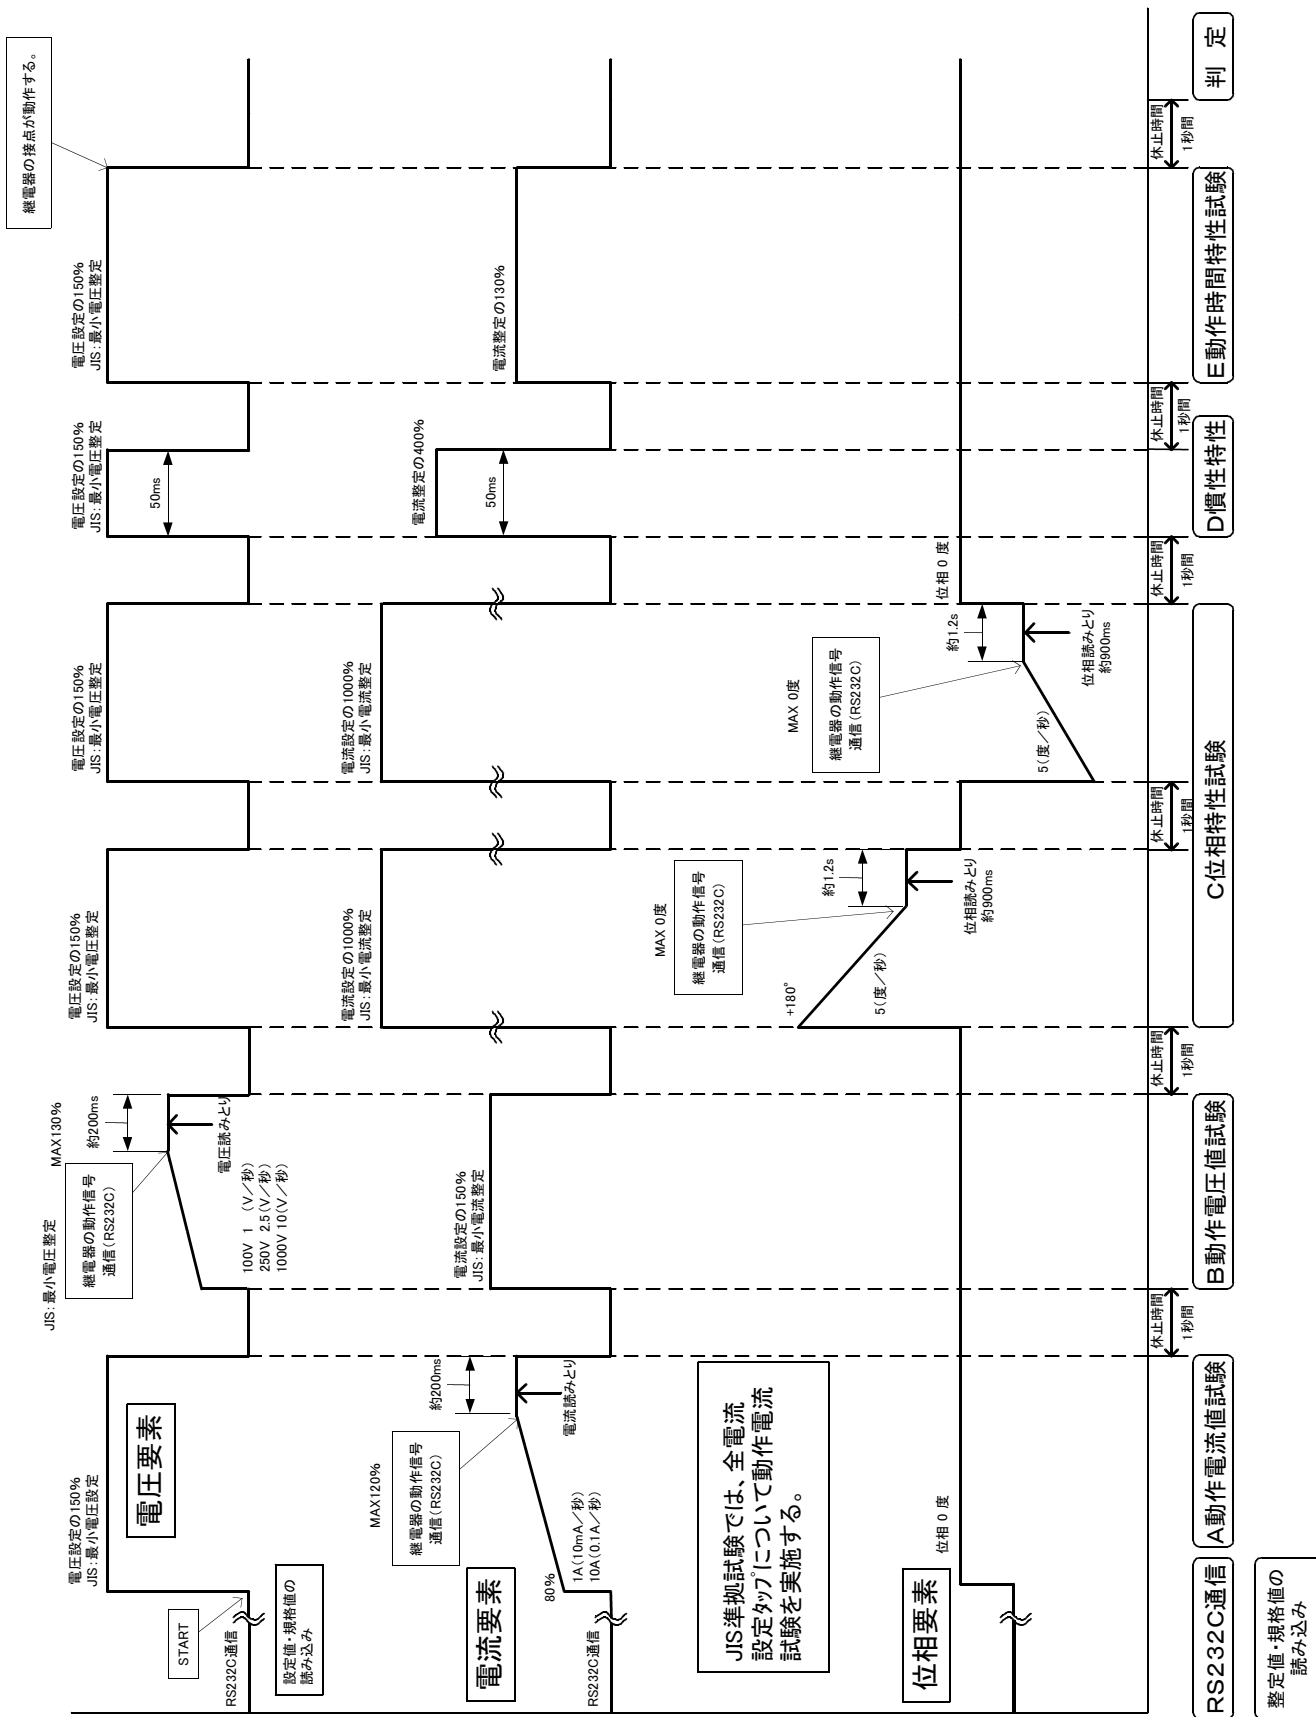 継電器の接点が動作する。
電圧設定の150%
JIS：最小電圧設定
START
RS232C通信
設定値・規格値の
読み込み
電圧要素
JIS：最小電圧整定
MAX130%
継電器の動作信号
通信(RS232C)
約200ms
電圧読みとり
100V 1 (V／秒)
250V 2.5(V／秒)
1000V 10(V／秒)
電圧設定の150%
JIS：最小電圧整定
電圧設定の150%
JIS：最小電圧整定
電圧設定の150%
JIS：最小電圧整定
50ms
電圧設定の150%
JIS：最小電圧整定
電流要素
RS232C通信
80%
1A(10mA／秒)
10A(0.1A／秒)
MAX120%
継電器の動作信号
通信(RS232C)
約200ms
電流読みとり
電流設定の150%
JIS：最小電流整定
電流設定の1000%
JIS：最小電流整定
電流設定の1000%
JIS：最小電流整定
電流整定の400%
50ms
電流整定の130%
JIS準拠試験では、全電流
設定タップについて動作電流
試験を実施する。
位相要素
位相 0 度
+180°
5(度／秒)
MAX 0度
継電器の動作信号
通信(RS232C)
約1.2s
位相読みとり
約900ms
MAX 0度
継電器の動作信号
通信(RS232C)
5(度／秒)
約1.2s
位相読みとり
約900ms
位相 0 度
休止時間
1秒間
休止時間
1秒間
休止時間
1秒間
休止時間
1秒間
休止時間
1秒間
休止時間
1秒間
RS232C通信
A動作電流値試験
B動作電圧値試験
C位相特性試験
D慣性特性
E動作時間特性試験
判 定
整定値・規格値の
読み込み